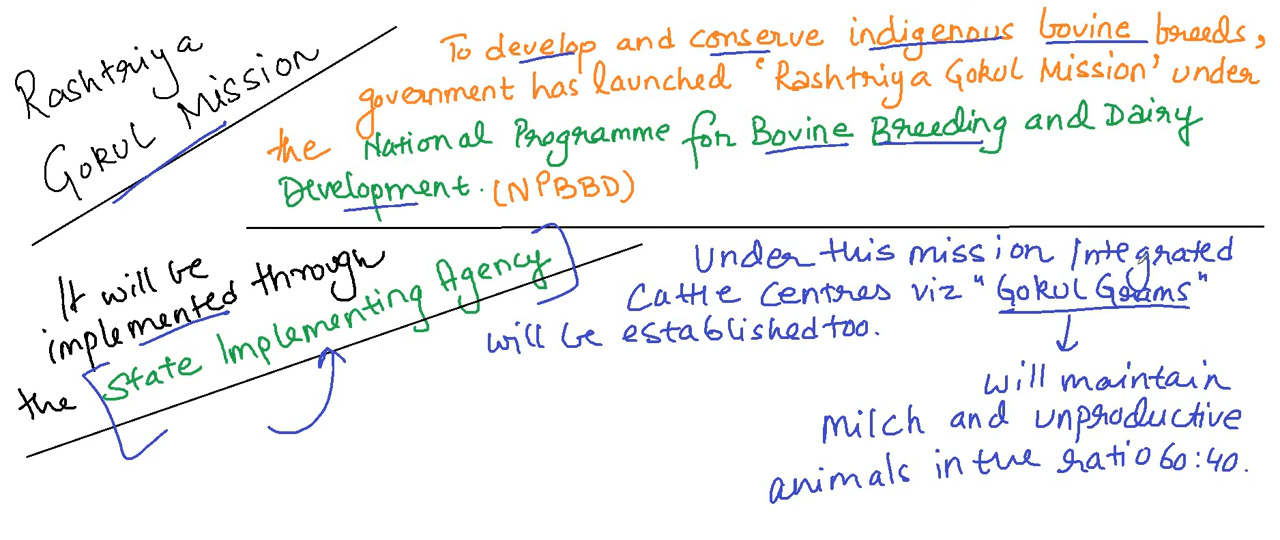 Rashtriya
Gokul Mission
To develop and conserve indigenous bovine breeds,
government has launched 'Rashtriya Gokul Mission' under
the National Programme for Bovine Breeding and Dairy
Development. (NPBBD)
It will be
implemented through
the State Implementing Agency
Under this mission Integrated
Cattle Centres viz "Gokul Grams"
will be established too.
will maintain
milch and unproductive
animals in the ratio 60:40.